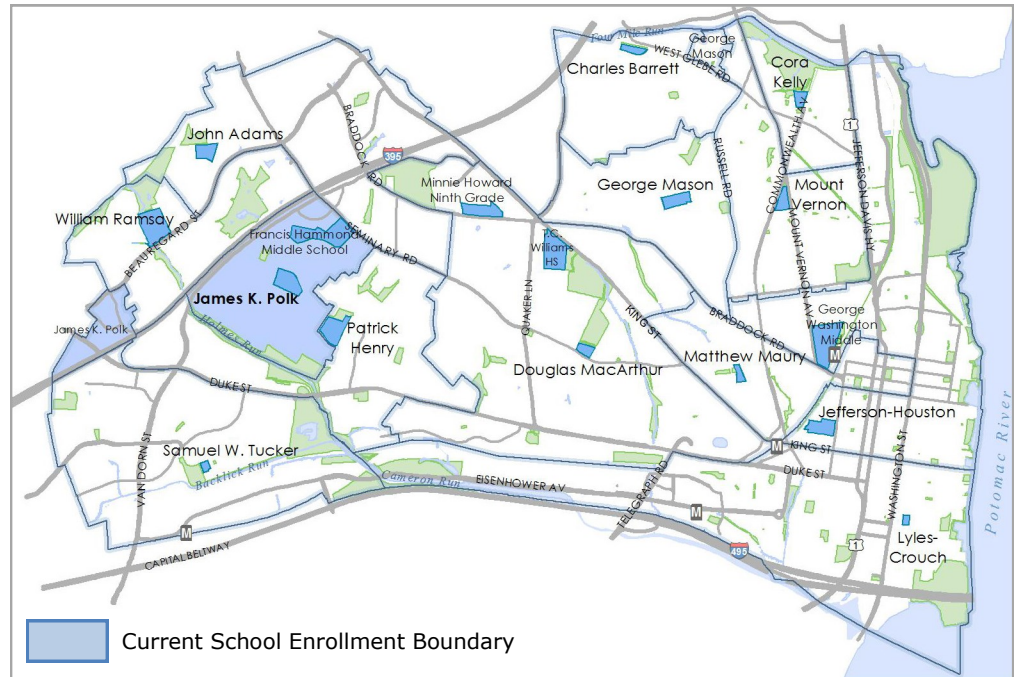 Four Mile Run
George
Mason
WEST GLEBE RD
Charles Barrett
Cora
Kelly
COMMONWEALTH AV
1
JEFFERSON DAVIS HY
John Adams
BRADDOCK RD
395
Minnie Howard
Ninth Grade
George Mason
RUSSELL RD
Mount
Vernon
MOUNT VERNON AV
William Ramsay
BEAUREGARD ST
Francis Hammond
Middle School
SEMINARY RD
T.C.
Williams
HS
James K. Polk
James K. Polk
Holmes Run
Patrick
Henry
QUAKER LN
KING ST
BRADDOCK RD
George
Washington
Middle
M
Douglas MacArthur
Matthew Maury
DUKE ST
Jefferson-Houston
M
KING ST
DUKE ST
WASHINGTON ST
Potomac River
Samuel W. Tucker
Backlick Run
VAN DORN ST
Cameron Run
EISENHOWER AV
TELEGRAPH RD
M
M
CAPITAL BELTWAY
495
1
Lyles-
Crouch
Current School Enrollment Boundary